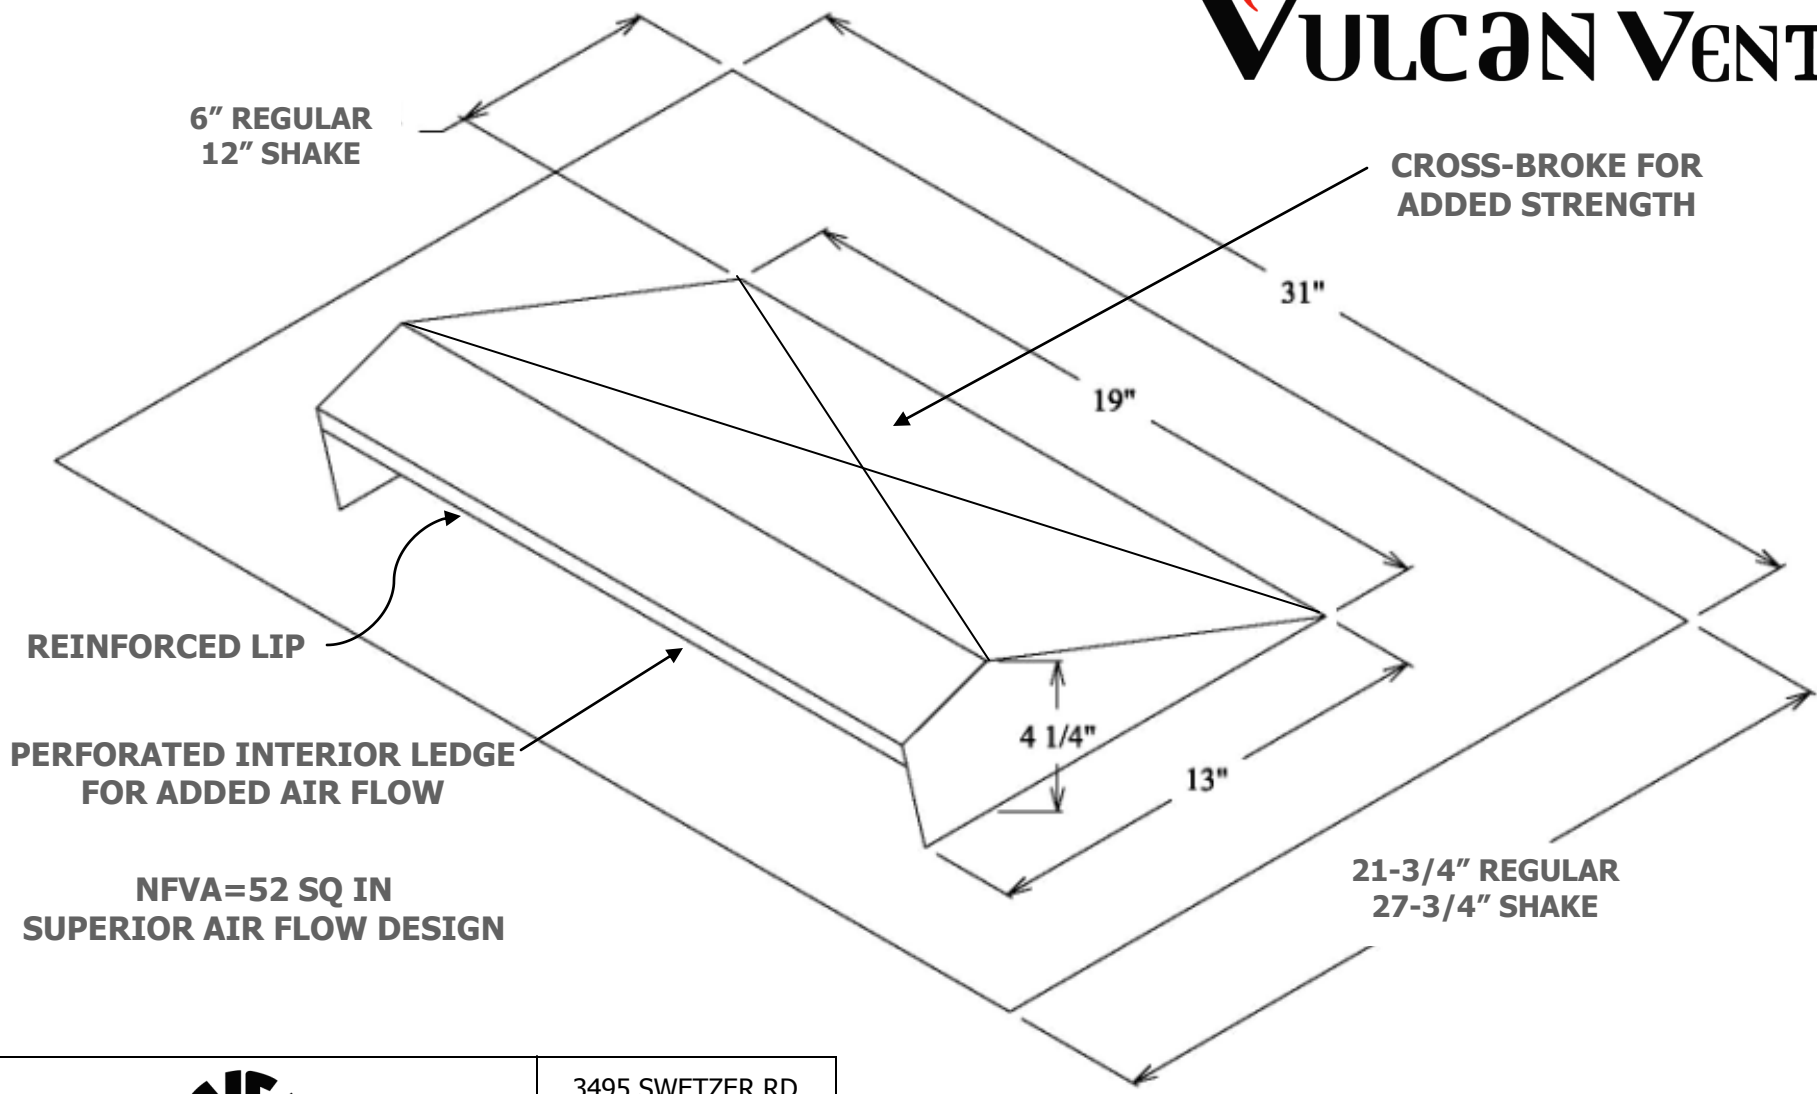 VULCAN VENT
6″ REGULAR
12″ SHAKE
CROSS-BROKE FOR
ADDED STRENGTH
31"
19"
REINFORCED LIP
4 1/4"
PERFORATED INTERIOR LEDGE
FOR ADDED AIR FLOW
13"
21-3/4″ REGULAR
27-3/4″ SHAKE
NFVA=52 SQ IN
SUPERIOR AIR FLOW DESIGN
3495 SWETZER RD